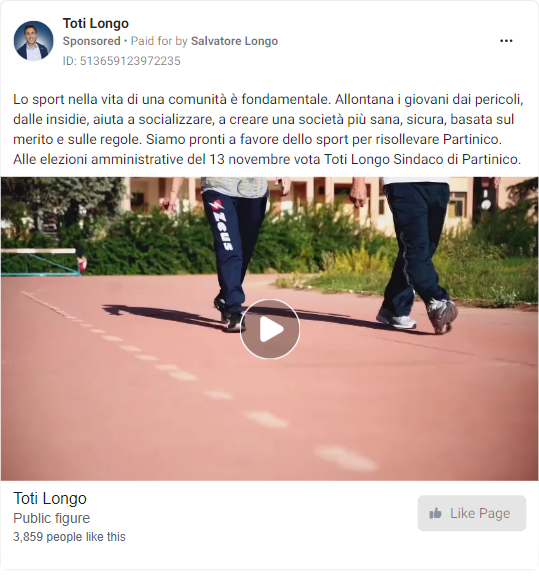 Toti Longo
Sponsored • Paid for by Salvatore Longo
ID: 513659123972235
Lo sport nella vita di una comunità è fondamentale. Allontana i giovani dai pericoli,
dalle insidie, aiuta a socializzare, a creare una società più sana, sicura, basata sul
merito e sulle regole. Siamo pronti a favore dello sport per risollevare Partinico.
Alle elezioni amministrative del 13 novembre vota Toti Longo Sindaco di Partinico.
Zeus
Toti Longo
Public figure
Like Page
3,859 people like this